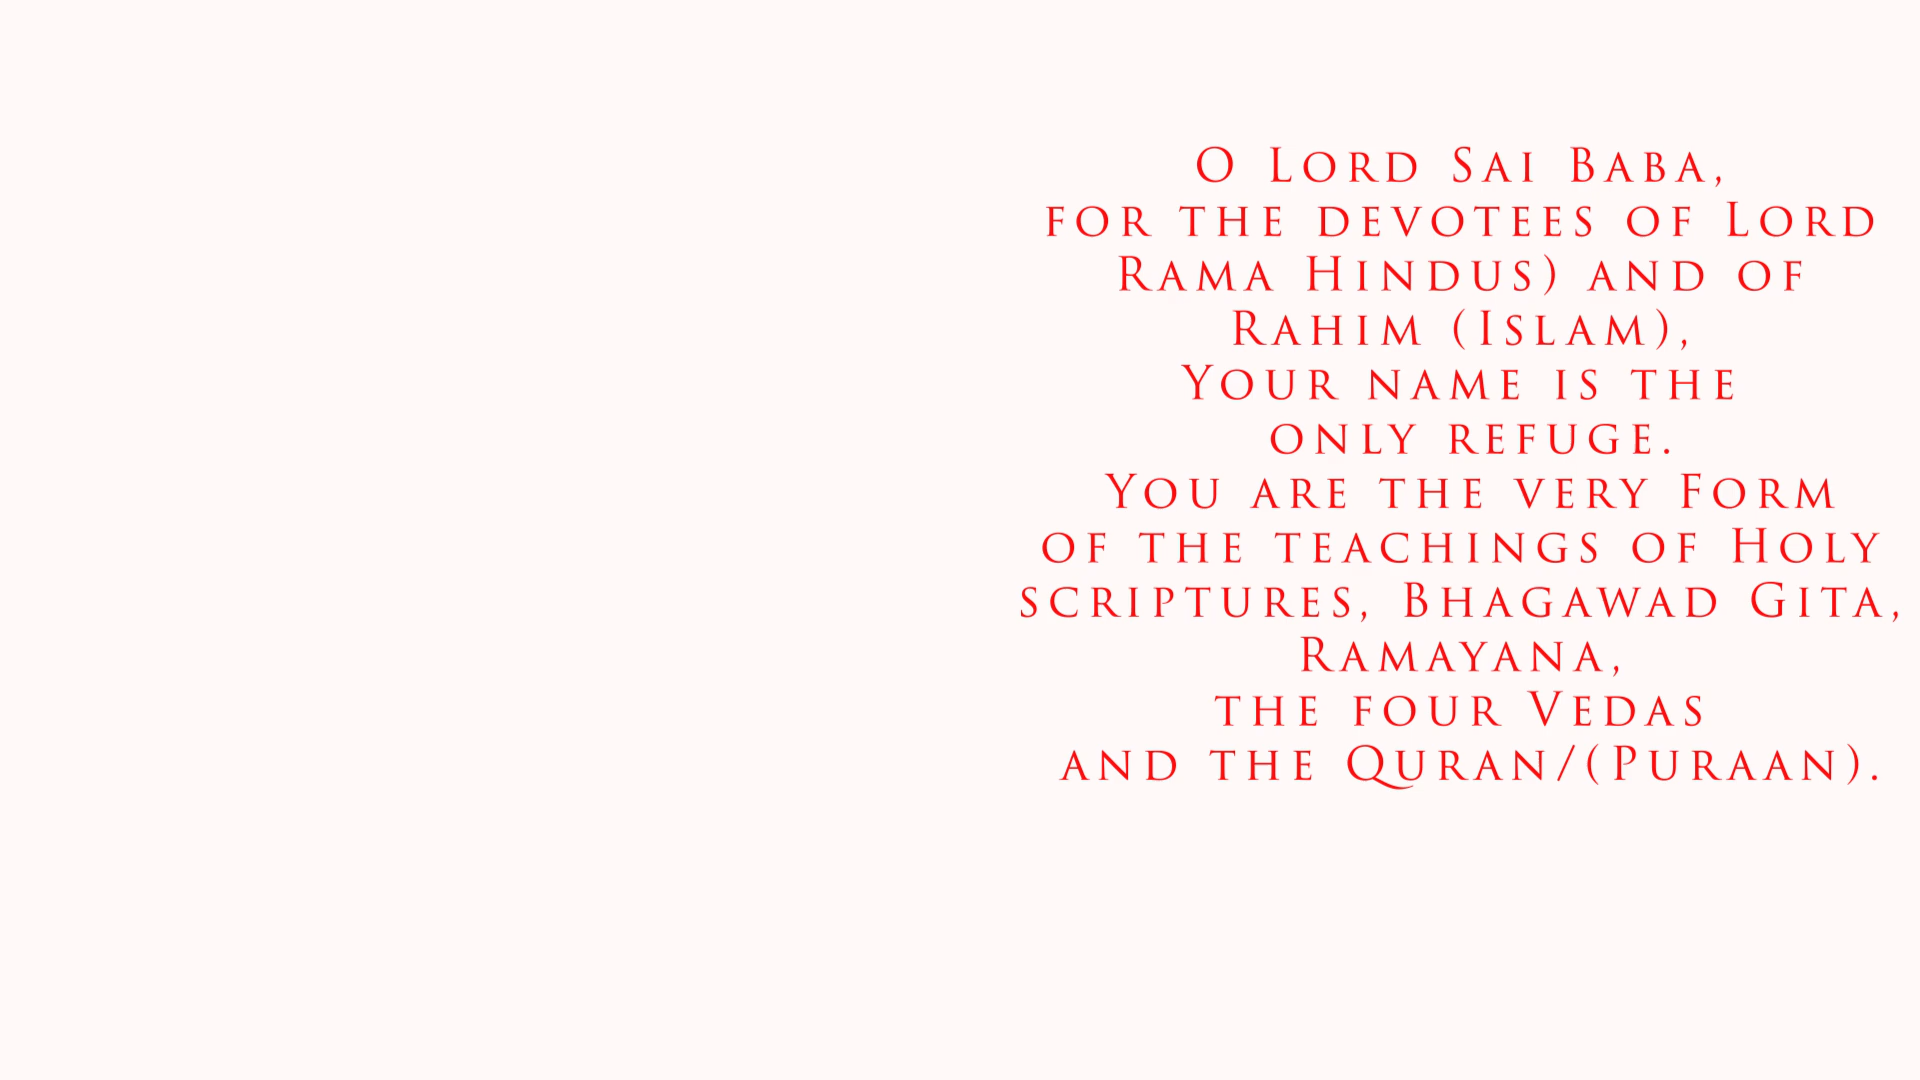 O Lord Sai Baba,
for the devotees of Lord
Rama Hindus) and of
Rahim (Islam),
Your name is the
only refuge.
You are the very Form
of the teachings of Holy
scriptures, Bhagawad Gita,
Ramayana,
the four Vedas
and the Quran/(Puraan).